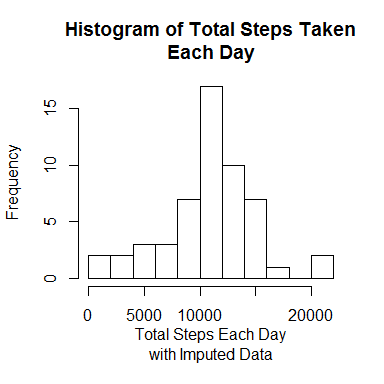 Histogram of Total Steps Taken
Each Day
Frequency
15
10
5
0
0 5000 10000 20000
Total Steps Each Day
with Imputed Data